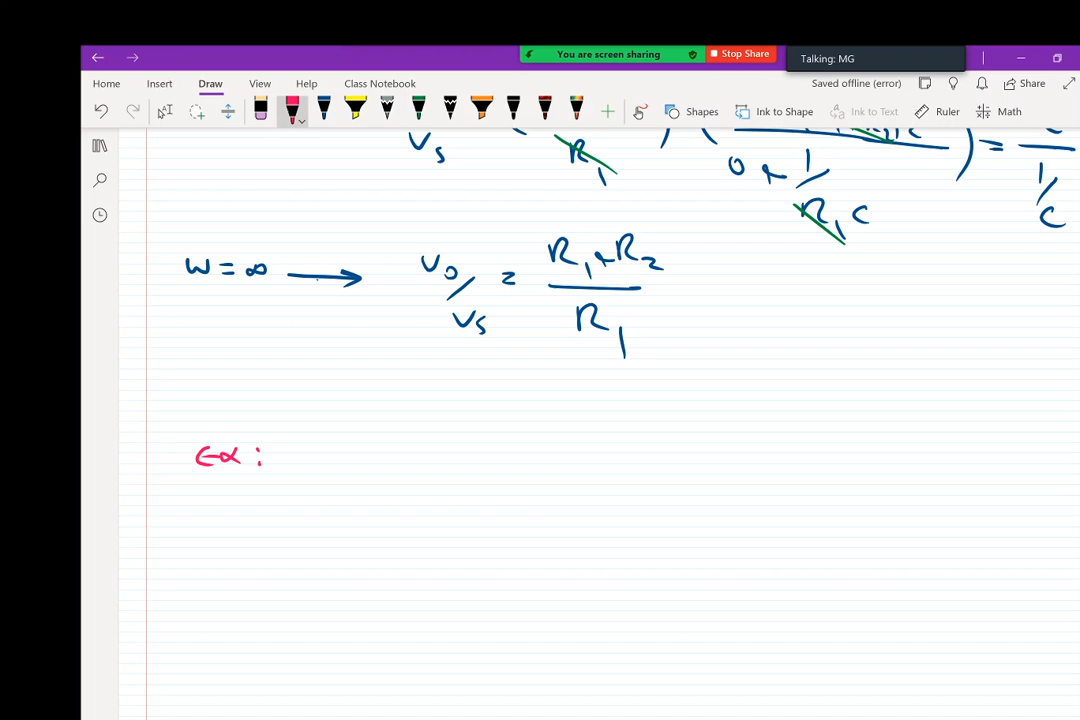 You are screen sharing Stop Share Talking: MG
Home Insert Draw View Help Class Notebook Saved offline (error) Share
Shapes Ink to Shape Ink to Text Ruler Math
Vs R1 ) ( 0 + 1/R1C ) = 1/C
w = ∞ → Vo/Vs = R1+R2 / R1
Ex :